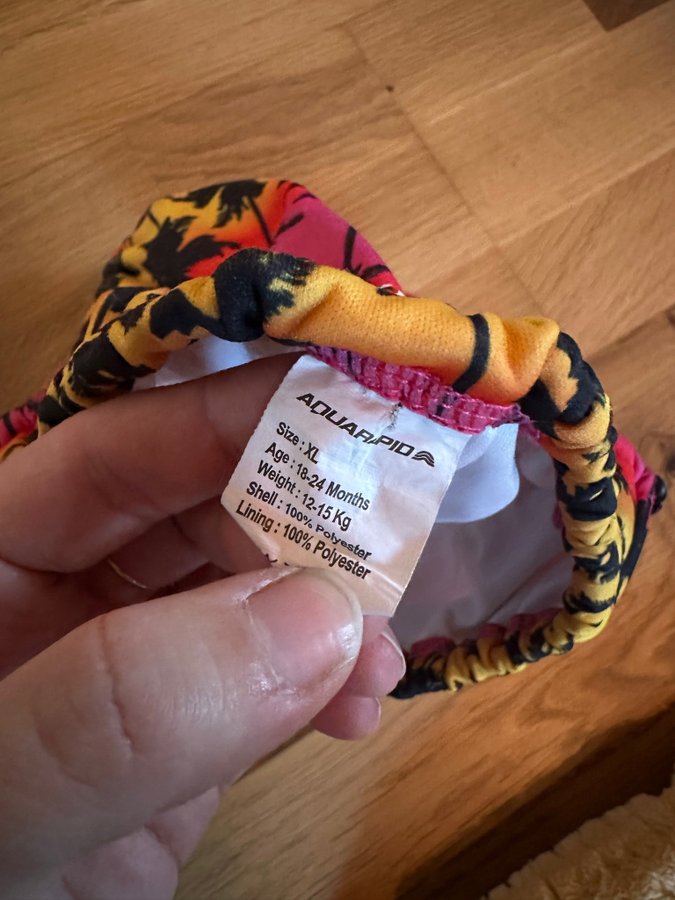 AQUARAPID
Size : XL
Age : 18-24 Months
Weight : 12-15 Kg
Shell : 100% Polyester
Lining : 100% Polyester